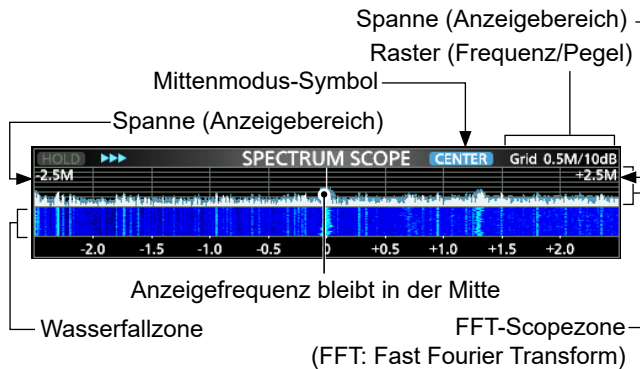 Spanne (Anzeigebereich)
Raster (Frequenz/Pegel)
Mittenmodus-Symbol
Spanne (Anzeigebereich)
HOLD SPECTRUM SCOPE CENTER Grid 0.5M/10dB
-2.5M +2.5M
-2.0 -1.5 -1.0 -0.5 0 +0.5 +1.0 +1.5 +2.0
Anzeigefrequenz bleibt in der Mitte
Wasserfallzone
FFT-Scopezone
(FFT: Fast Fourier Transform)